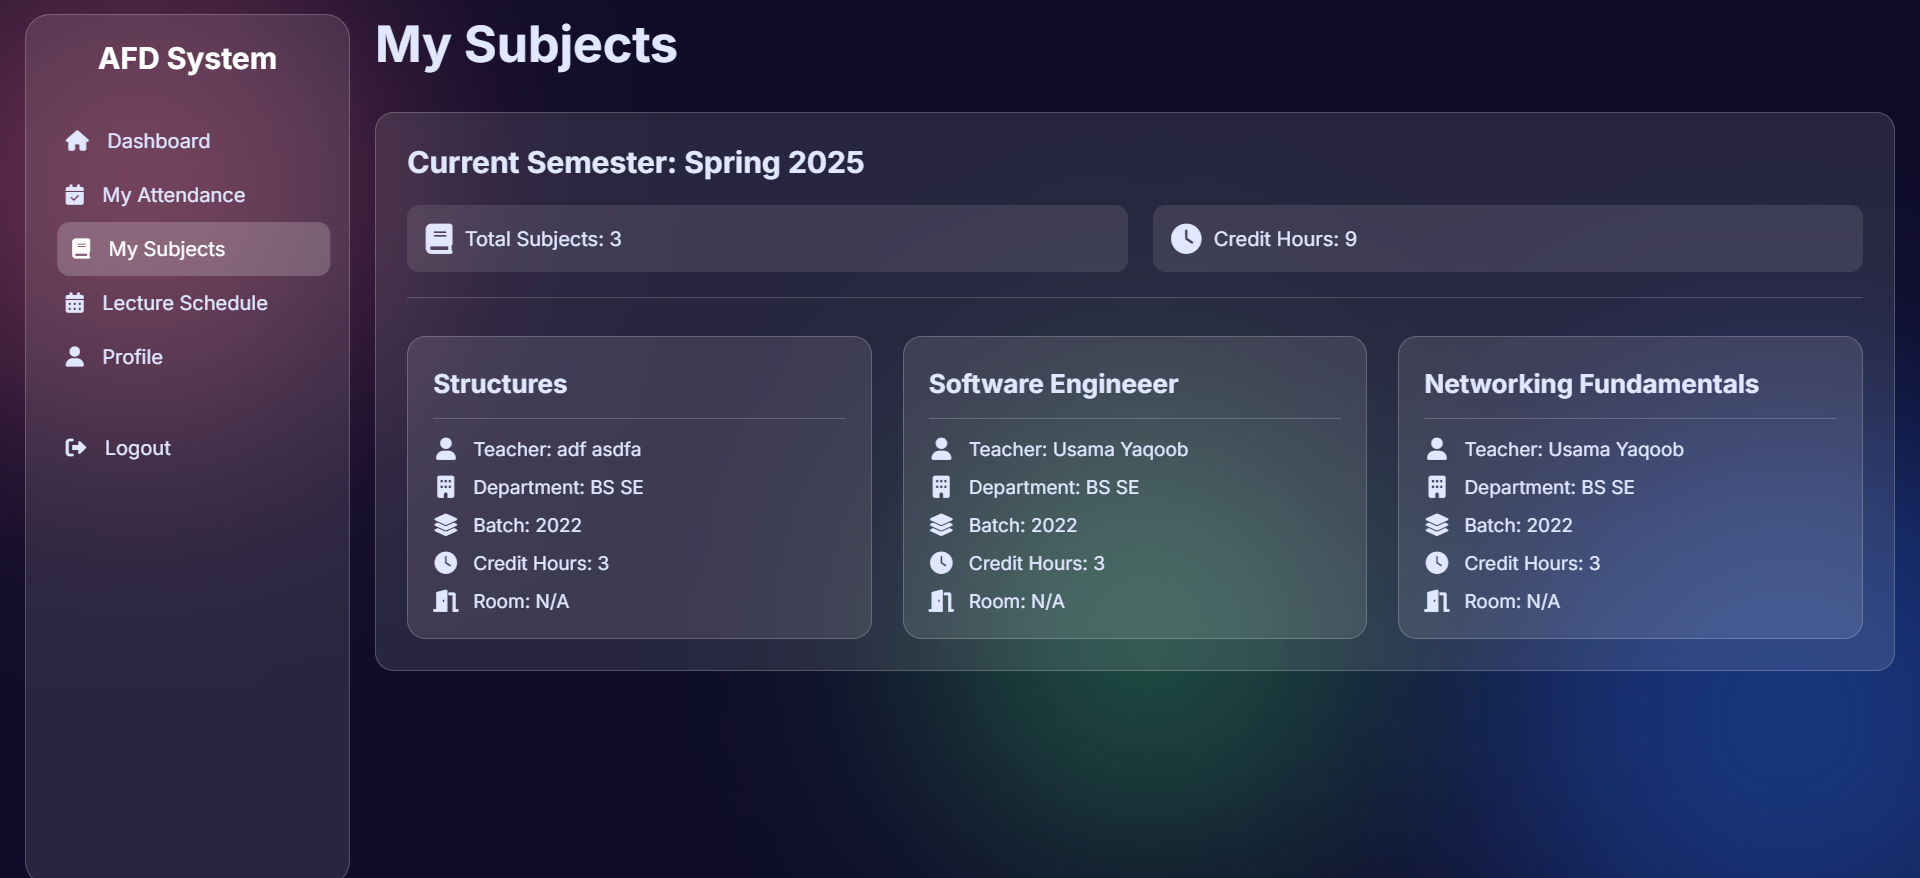 AFD System
Dashboard
My Attendance
My Subjects
Lecture Schedule
Profile
Logout
My Subjects
Current Semester: Spring 2025
Total Subjects: 3
Credit Hours: 9
Structures
Teacher: adf asdfa
Department: BS SE
Batch: 2022
Credit Hours: 3
Room: N/A
Software Engineeer
Teacher: Usama Yaqoob
Department: BS SE
Batch: 2022
Credit Hours: 3
Room: N/A
Networking Fundamentals
Teacher: Usama Yaqoob
Department: BS SE
Batch: 2022
Credit Hours: 3
Room: N/A